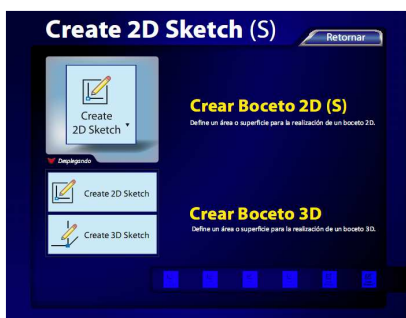 Create 2D Sketch (S)
Retornar
Create
2D Sketch
Crear Boceto 2D (S)
Define un área o superficie para la realización de un boceto 2D.
Desplegando
Create 2D Sketch
Create 3D Sketch
Crear Boceto 3D
Define un área o superficie para la realización de un boceto 3D.